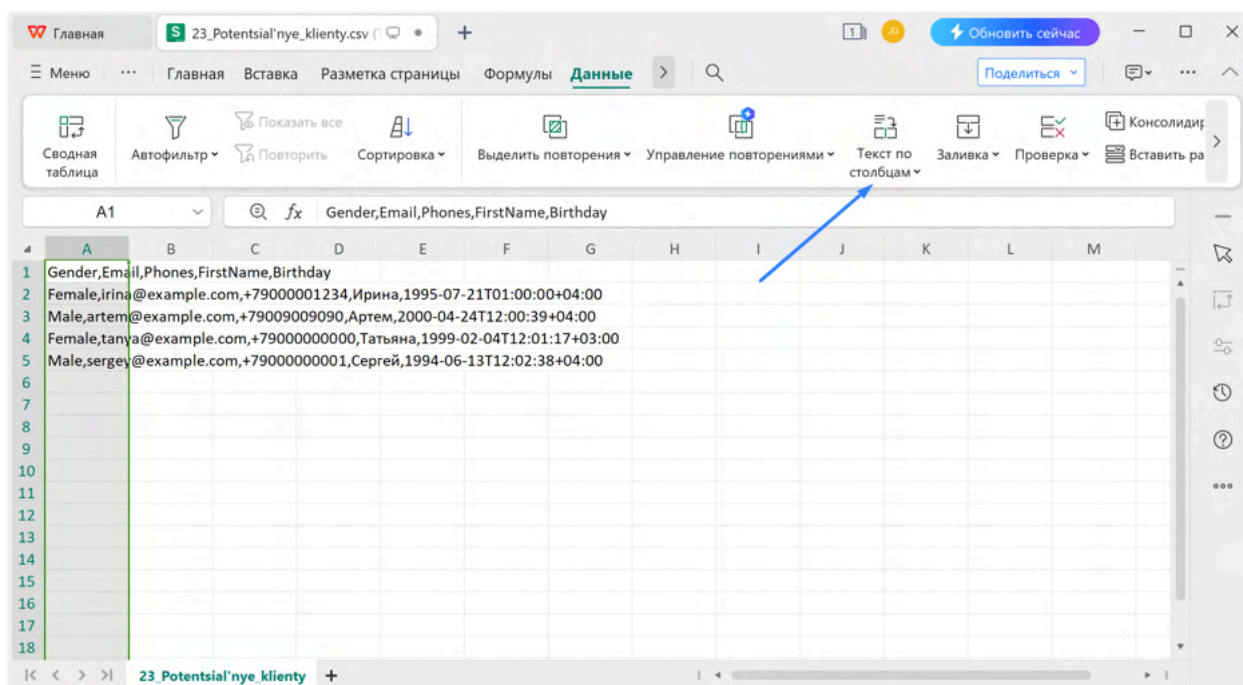 Главная
S 23_Potentsial'nye_klienty.csv (
+
1
JD
Обновить сейчас
Меню
Главная
Вставка
Разметка страницы
Формулы
Данные
Поделиться
Сводная таблица
Автофильтр
Показать все
Повторить
Сортировка
Выделить повторения
Управление повторениями
Текст по столбцам
Заливка
Проверка
Консолидир
Вставить ра
A1
fx
Gender,Email,Phones,FirstName,Birthday
A B C D E F G H I J K L M
1 Gender,Email,Phones,FirstName,Birthday
2 Female,irina@example.com,+79000001234,Ирина,1995-07-21T01:00:00+04:00
3 Male,artem@example.com,+79009009090,Артем,2000-04-24T12:00:39+04:00
4 Female,tanya@example.com,+79000000000,Татьяна,1999-02-04T12:01:17+03:00
5 Male,sergey@example.com,+79000000001,Сергей,1994-06-13T12:02:38+04:00
6
7
8
9
10
11
12
13
14
15
16
17
18
23_Potentsial'nye_klienty +